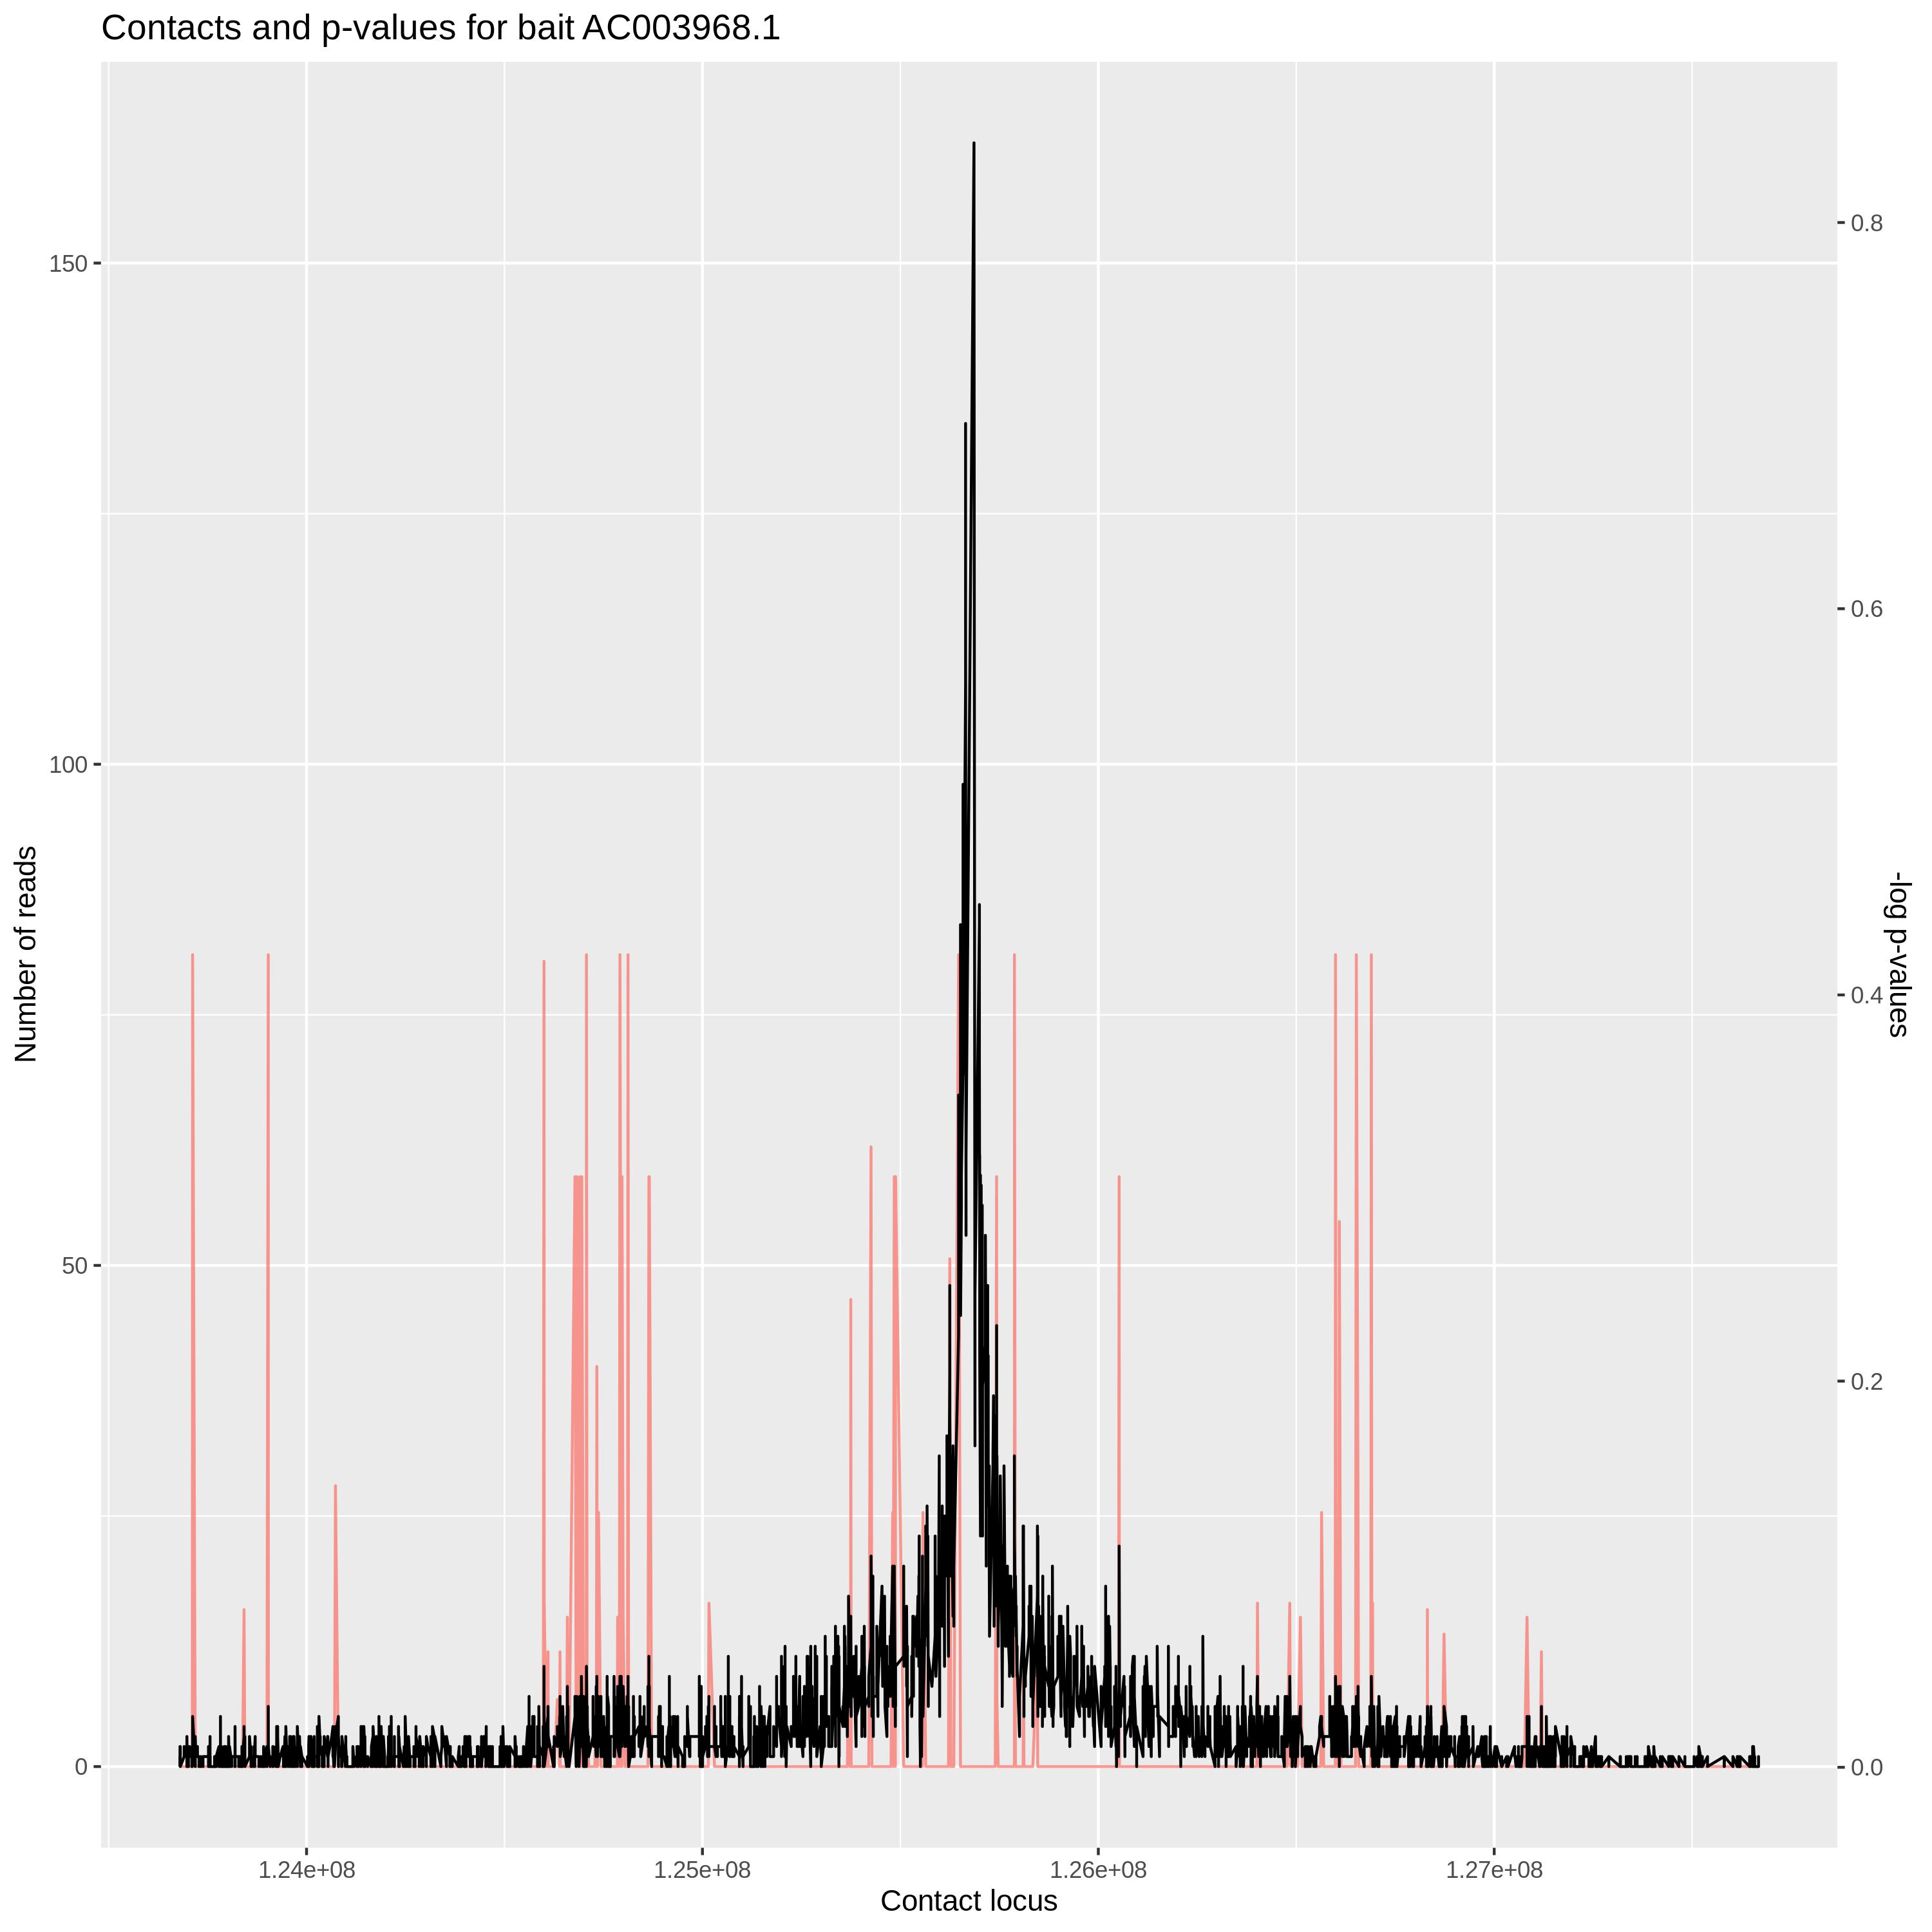 Contacts and p-values for bait AC003968.1
150
100
50
0
Number of reads
0.8
0.6
0.4
0.2
0.0
-log p-values
1.24e+08
1.25e+08
1.26e+08
1.27e+08
Contact locus